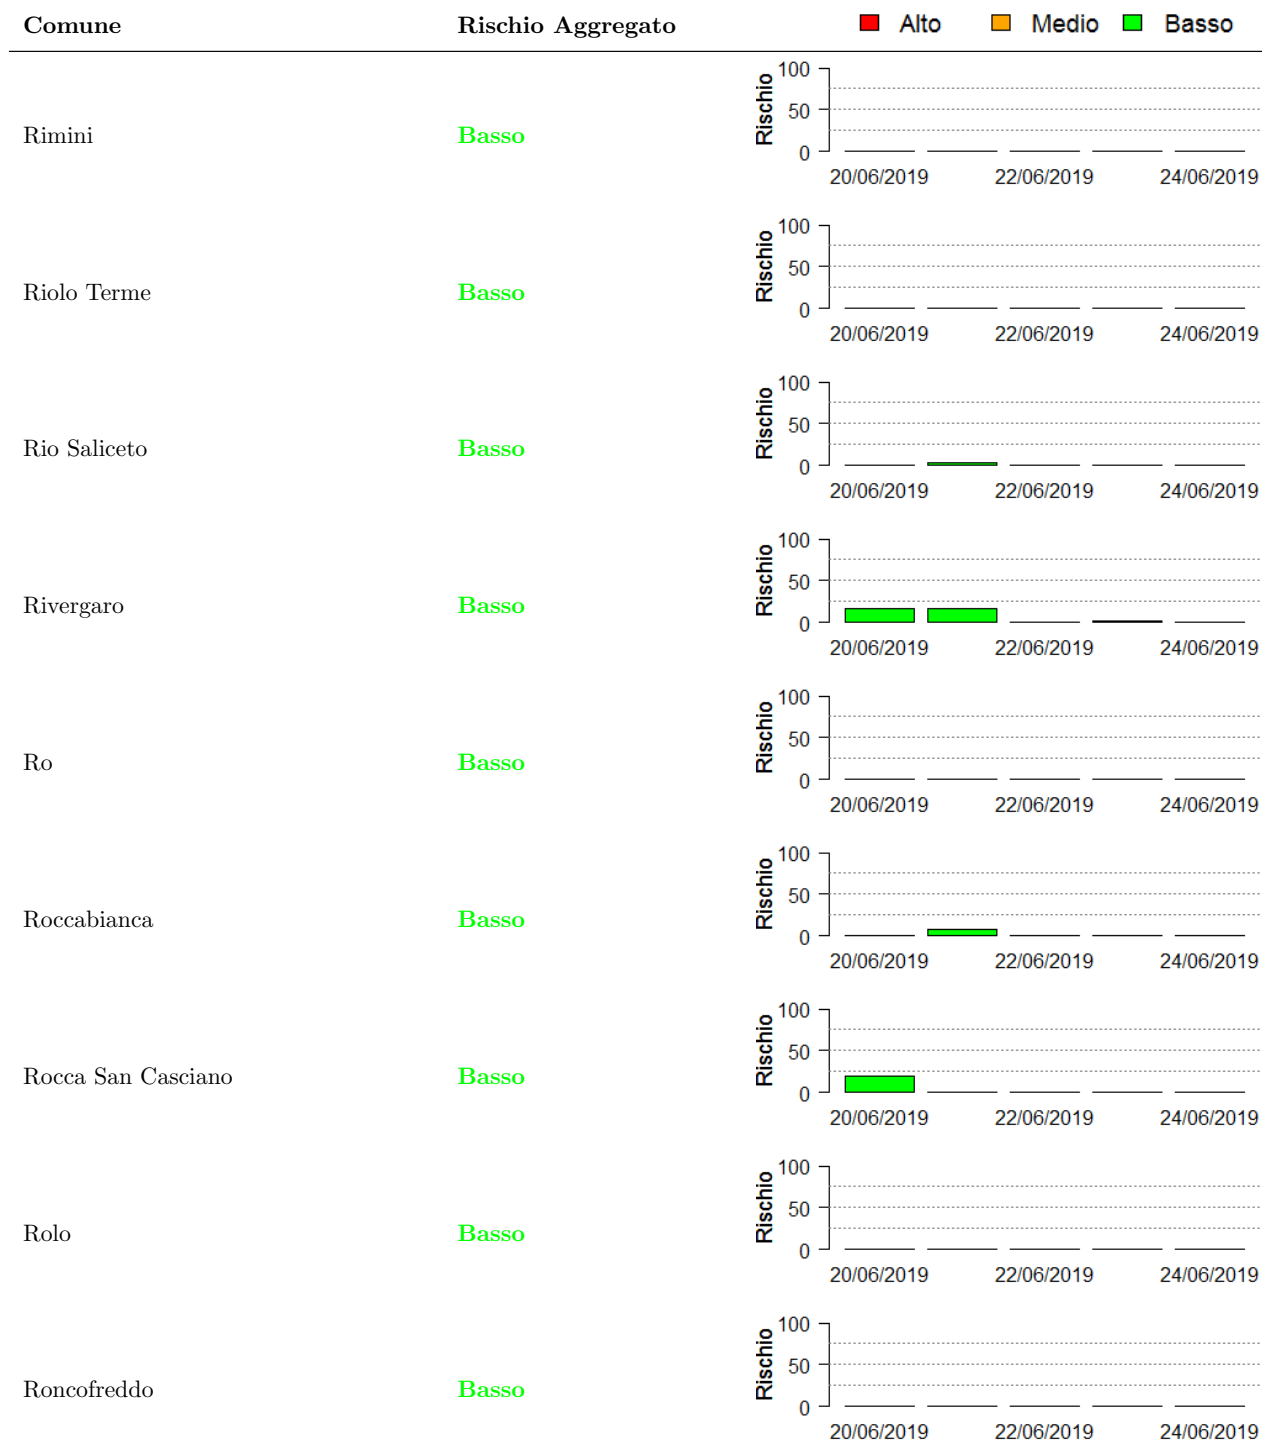 Comune Rischio Aggregato Alto Medio Basso
Rimini Basso
Rischio
100
50
0
20/06/2019 22/06/2019 24/06/2019
Riolo Terme Basso
Rischio
100
50
0
20/06/2019 22/06/2019 24/06/2019
Rio Saliceto Basso
Rischio
100
50
0
20/06/2019 22/06/2019 24/06/2019
Rivergaro Basso
Rischio
100
50
0
20/06/2019 22/06/2019 24/06/2019
Ro Basso
Rischio
100
50
0
20/06/2019 22/06/2019 24/06/2019
Roccabianca Basso
Rischio
100
50
0
20/06/2019 22/06/2019 24/06/2019
Rocca San Casciano Basso
Rischio
100
50
0
20/06/2019 22/06/2019 24/06/2019
Rolo Basso
Rischio
100
50
0
20/06/2019 22/06/2019 24/06/2019
Roncofreddo Basso
Rischio
100
50
0
20/06/2019 22/06/2019 24/06/2019